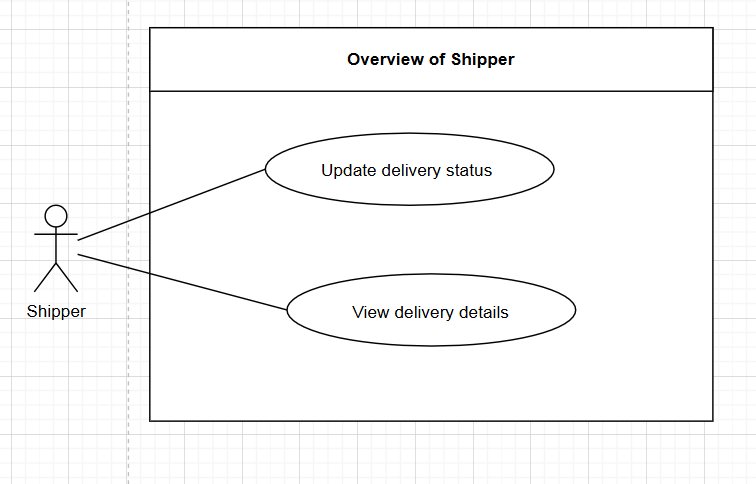 Overview of Shipper
Update delivery status
View delivery details
Shipper